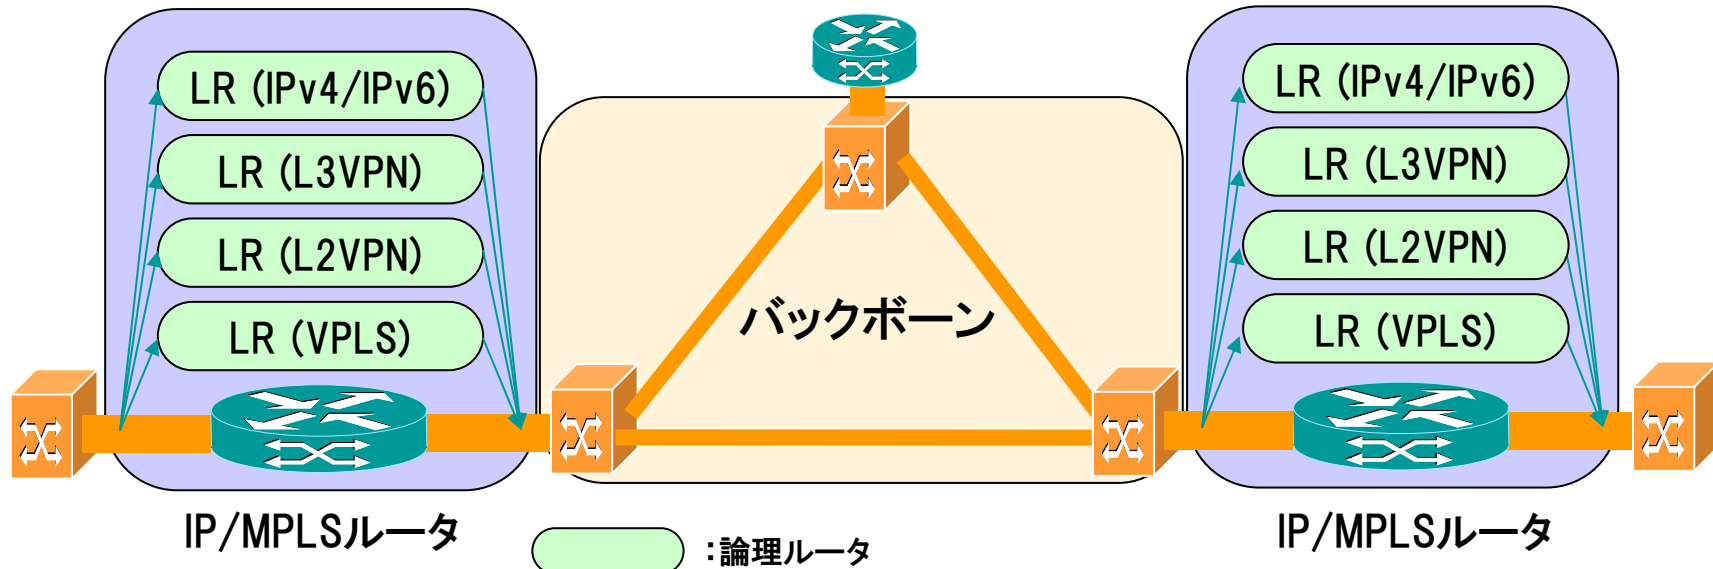 LR (IPv4/IPv6)
LR (L3VPN)
LR (L2VPN)
LR (VPLS)
IP/MPLSルータ
バックボーン
LR (IPv4/IPv6)
LR (L3VPN)
LR (L2VPN)
LR (VPLS)
IP/MPLSルータ
:論理ルータ